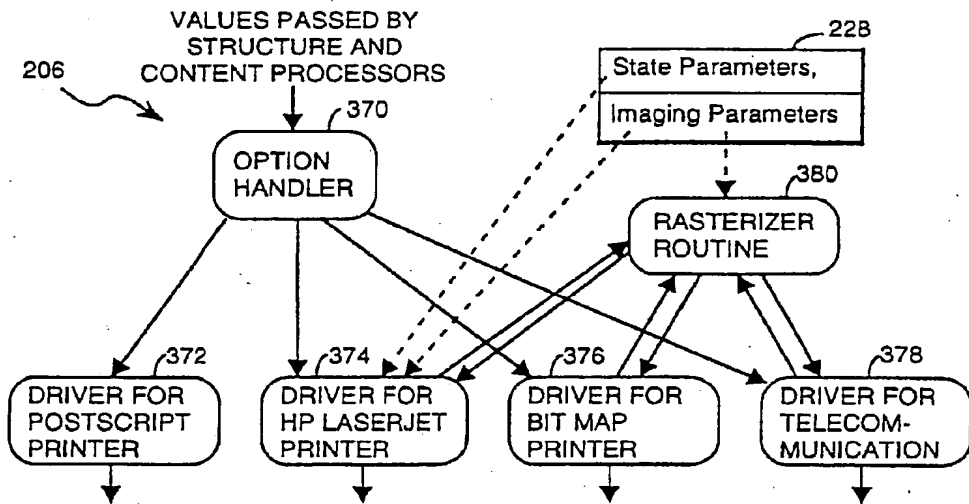 VALUES PASSED BY
STRUCTURE AND
CONTENT PROCESSORS
206
370
OPTION
HANDLER
228
State Parameters,
Imaging Parameters
380
RASTERIZER
ROUTINE
372
DRIVER FOR
POSTSCRIPT
PRINTER
374
DRIVER FOR
HP LASERJET
PRINTER
376
DRIVER FOR
BIT MAP
PRINTER
378
DRIVER FOR
TELECOM-
MUNICATION